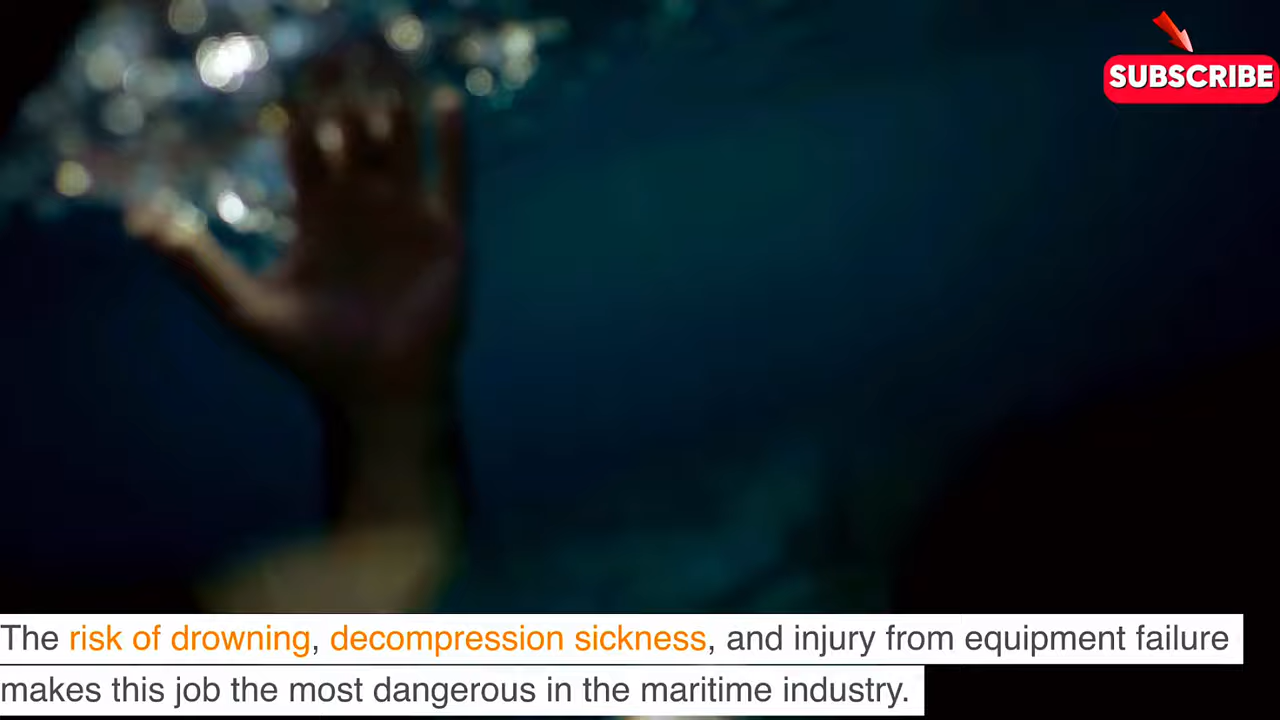 SUBSCRIBE
The risk of drowning, decompression sickness, and injury from equipment failure
makes this job the most dangerous in the maritime industry.